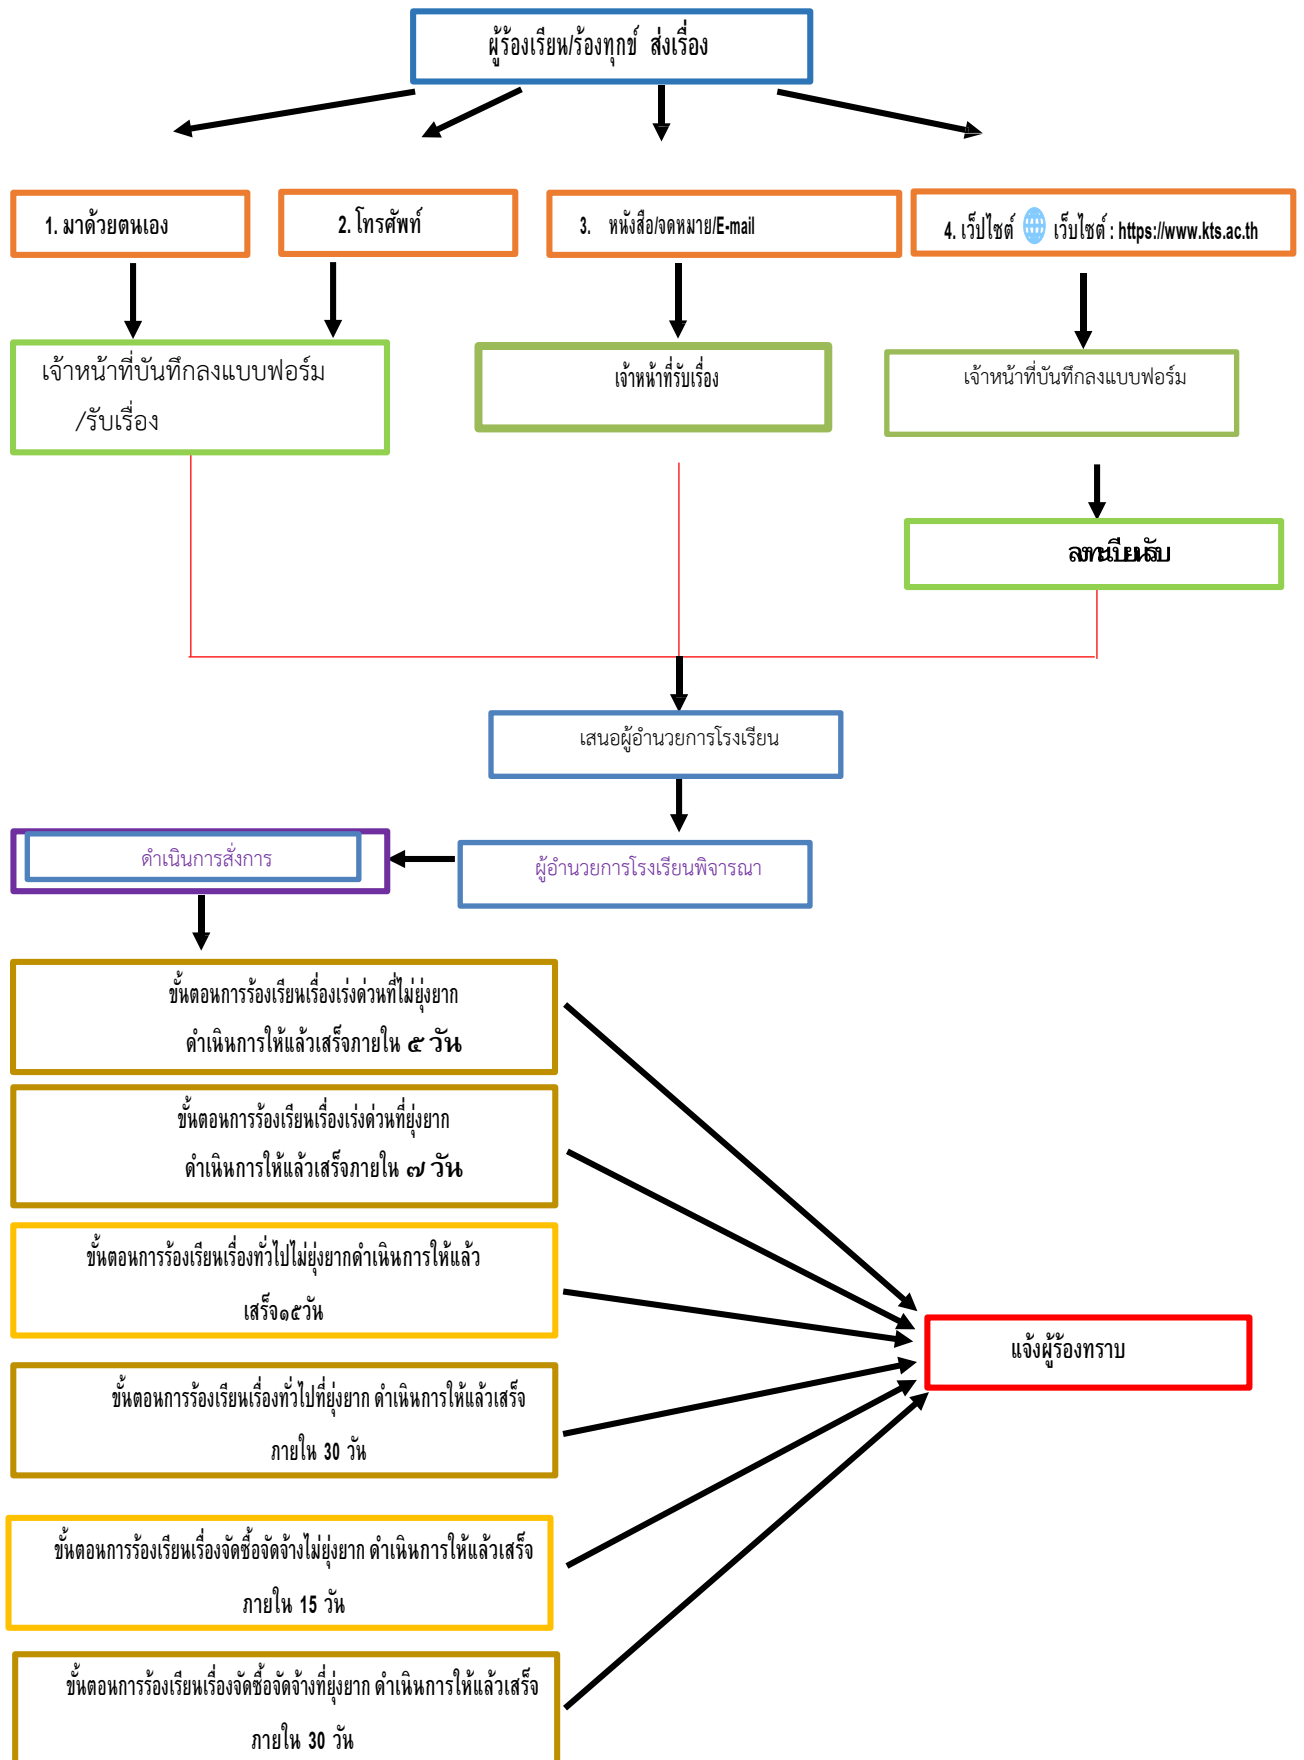 ผู้ร้องเรียน/ร้องทุกข์ ส่งเรื่อง
1. มาด้วยตนเอง
2. โทรศัพท์
3. หนังสือ/จดหมาย/E-mail
4. เว็ปไซต์ เว็บไซต์ : https://www.kts.ac.th
เจ้าหน้าที่บันทึกลงแบบฟอร์ม
/รับเรื่อง
เจ้าหน้าที่รับเรื่อง
เจ้าหน้าที่บันทึกลงแบบฟอร์ม
ลงทะเบียนรับ
เสนอผู้อำนวยการโรงเรียน
ดำเนินการสั่งการ
ผู้อำนวยการโรงเรียนพิจารณา
ขั้นตอนการร้องเรียนเรื่องเร่งด่วนที่ไม่ยุ่งยาก
ดำเนินการให้แล้วเสร็จภายใน ๕ วัน
ขั้นตอนการร้องเรียนเรื่องเร่งด่วนที่ยุ่งยาก
ดำเนินการให้แล้วเสร็จภายใน ๗ วัน
ขั้นตอนการร้องเรียนเรื่องทั่วไปไม่ยุ่งยากดำเนินการให้แล้ว
เสร็จ๑๕วัน
แจ้งผู้ร้องทราบ
ขั้นตอนการร้องเรียนเรื่องทั่วไปที่ยุ่งยาก ดำเนินการให้แล้วเสร็จ
ภายใน 30 วัน
ขั้นตอนการร้องเรียนเรื่องจัดซื้อจัดจ้างไม่ยุ่งยาก ดำเนินการให้แล้วเสร็จ
ภายใน 15 วัน
ขั้นตอนการร้องเรียนเรื่องจัดซื้อจัดจ้างที่ยุ่งยาก ดำเนินการให้แล้วเสร็จ
ภายใน 30 วัน